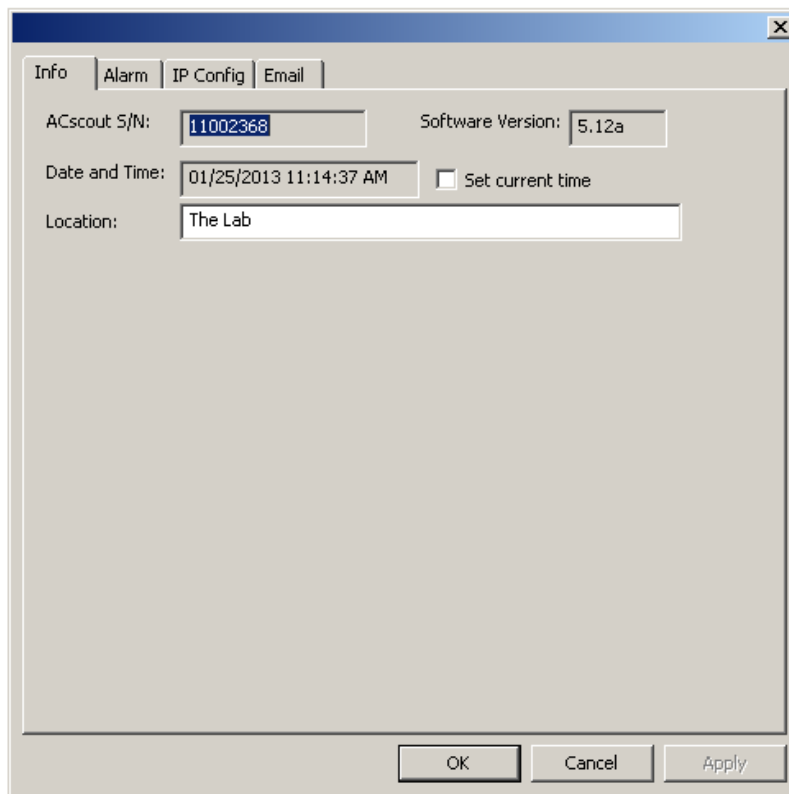 Info Alarm IP Config Email
ACscout S/N: 11002368 Software Version: 5.12a
Date and Time: 01/25/2013 11:14:37 AM Set current time
Location: The Lab
OK Cancel Apply